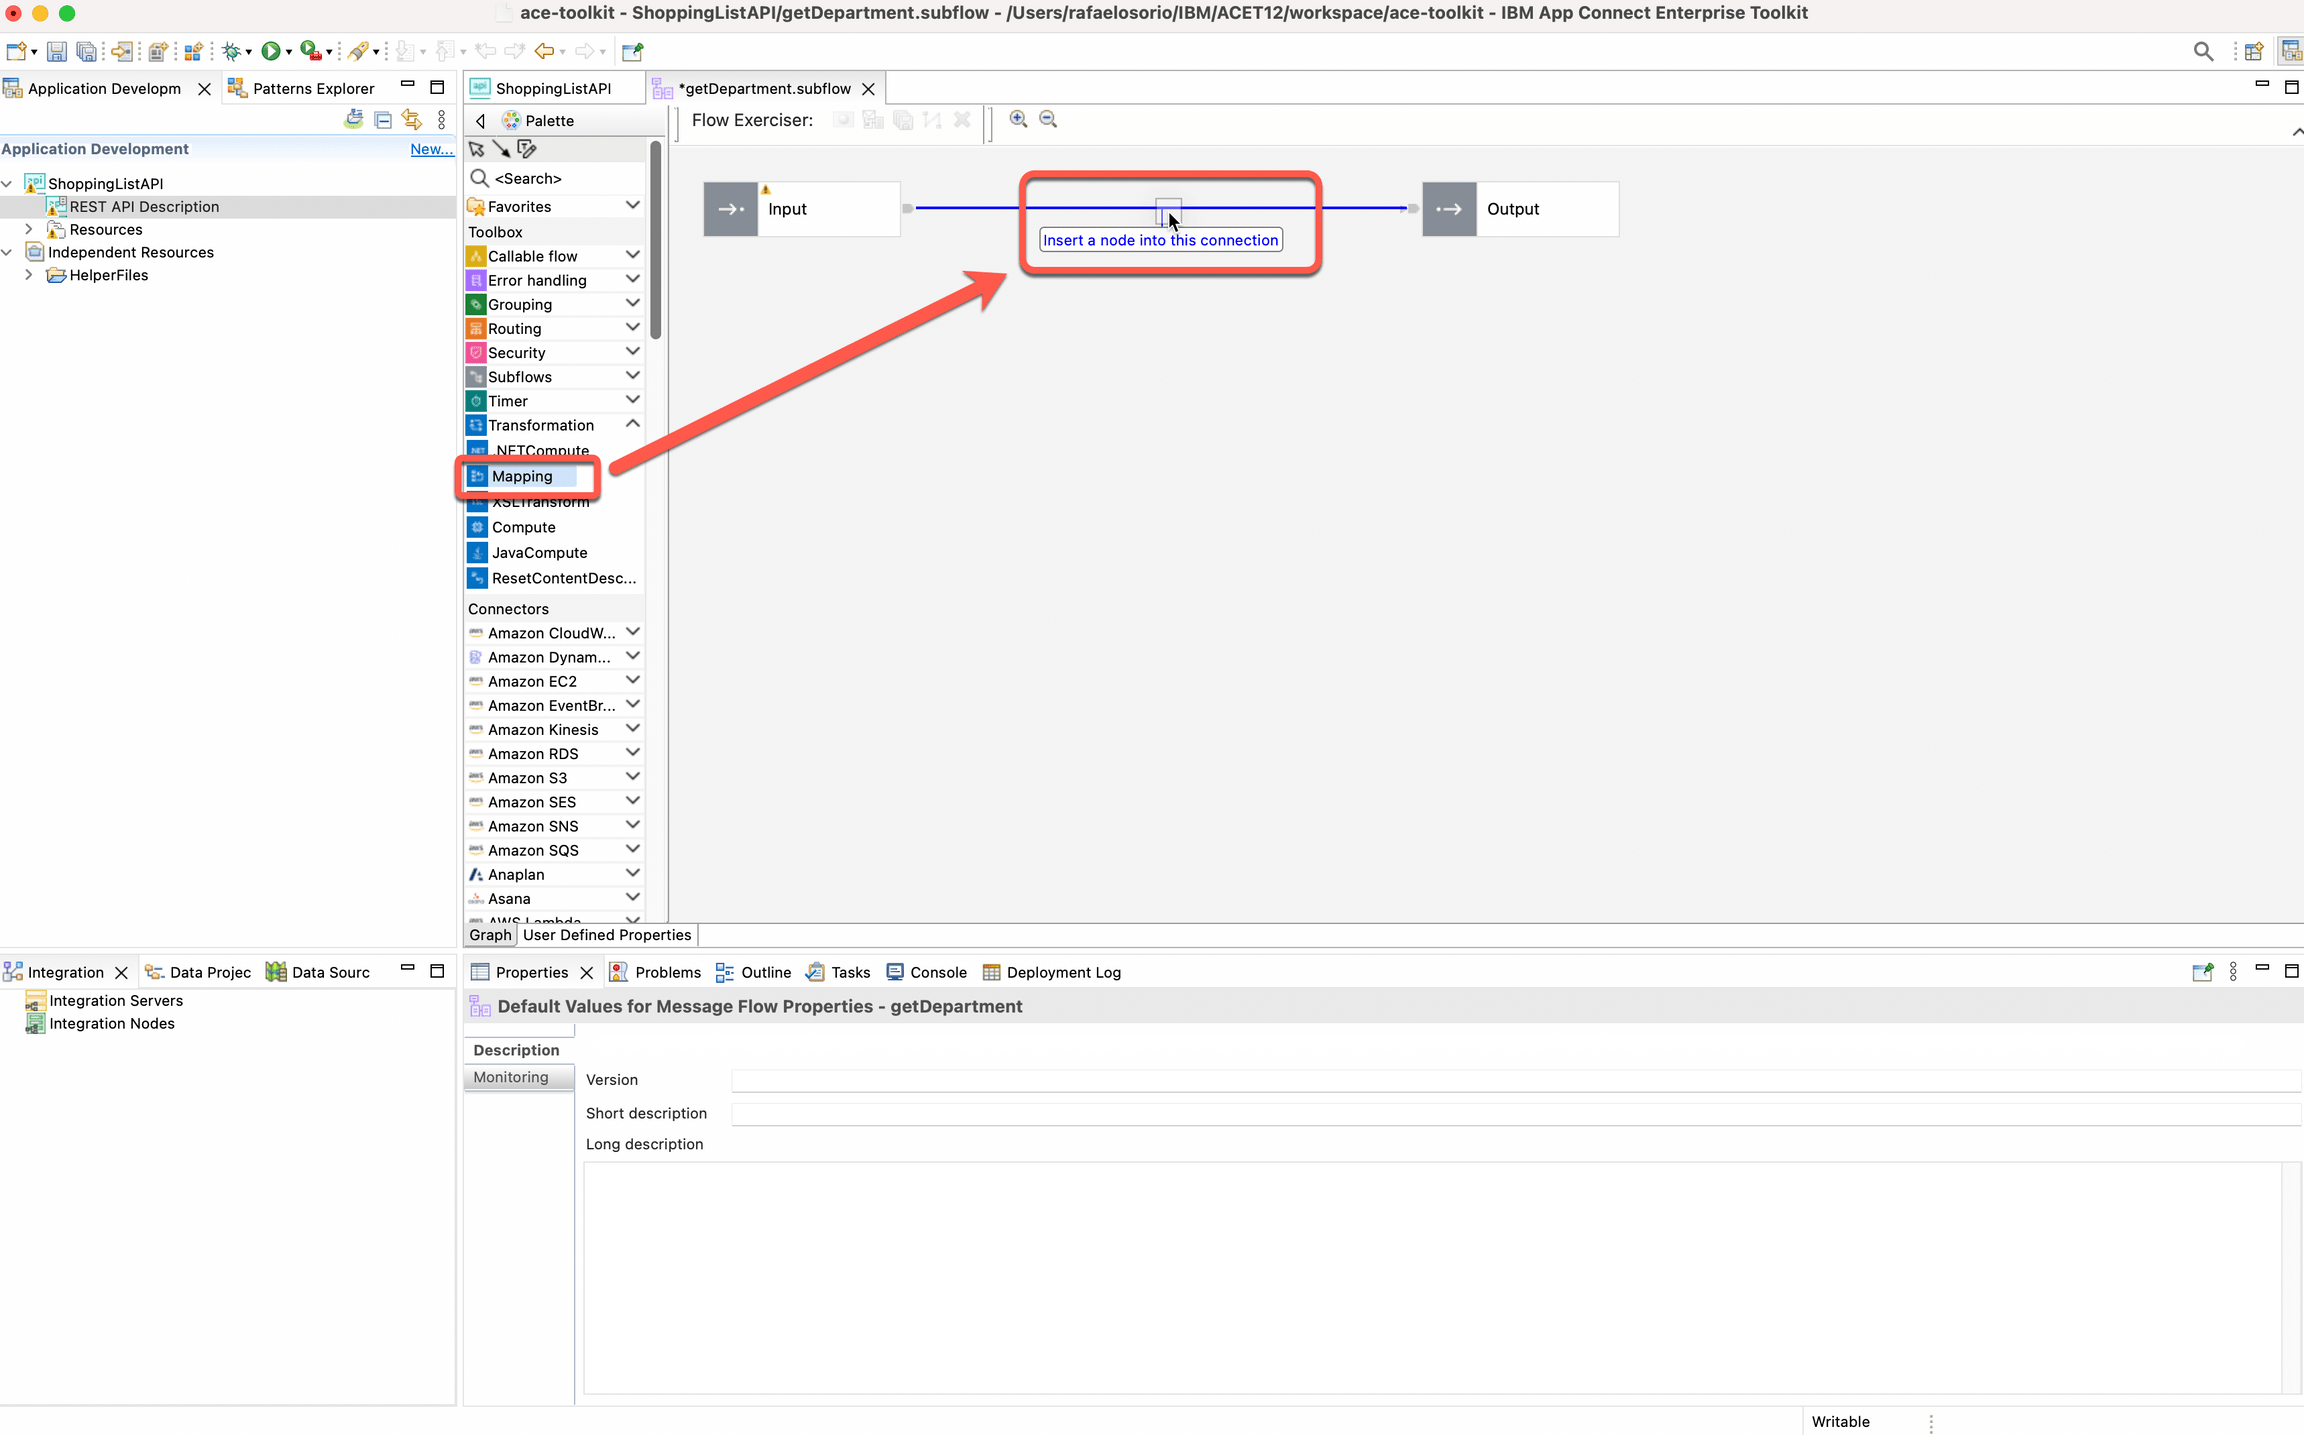 ace-toolkit - ShoppingListAPI/getDepartment.subflow - /Users/rafaelosorio/IBM/ACET12/workspace/ace-toolkit - IBM App Connect Enterprise Toolkit
Application Developm
Patterns Explorer
ShoppingListAPI
*getDepartment.subflow
Palette
Flow Exerciser:
Application Development
New...
ShoppingListAPI
REST API Description
Resources
Independent Resources
HelperFiles
<Search>
Favorites
Toolbox
Callable flow
Error handling
Grouping
Routing
Security
Subflows
Timer
Transformation
.NETCompute
Mapping
XSLTransform
Compute
JavaCompute
ResetContentDesc...
Connectors
Amazon CloudW...
Amazon Dynam...
Amazon EC2
Amazon EventBr...
Amazon Kinesis
Amazon RDS
Amazon S3
Amazon SES
Amazon SNS
Amazon SQS
Anaplan
Asana
AWS Lambda
Input
Insert a node into this connection
Output
Graph
User Defined Properties
Integration
Data Projec
Data Sourc
Integration Servers
Integration Nodes
Properties
Problems
Outline
Tasks
Console
Deployment Log
Default Values for Message Flow Properties - getDepartment
Description
Monitoring
Version
Short description
Long description
Writable